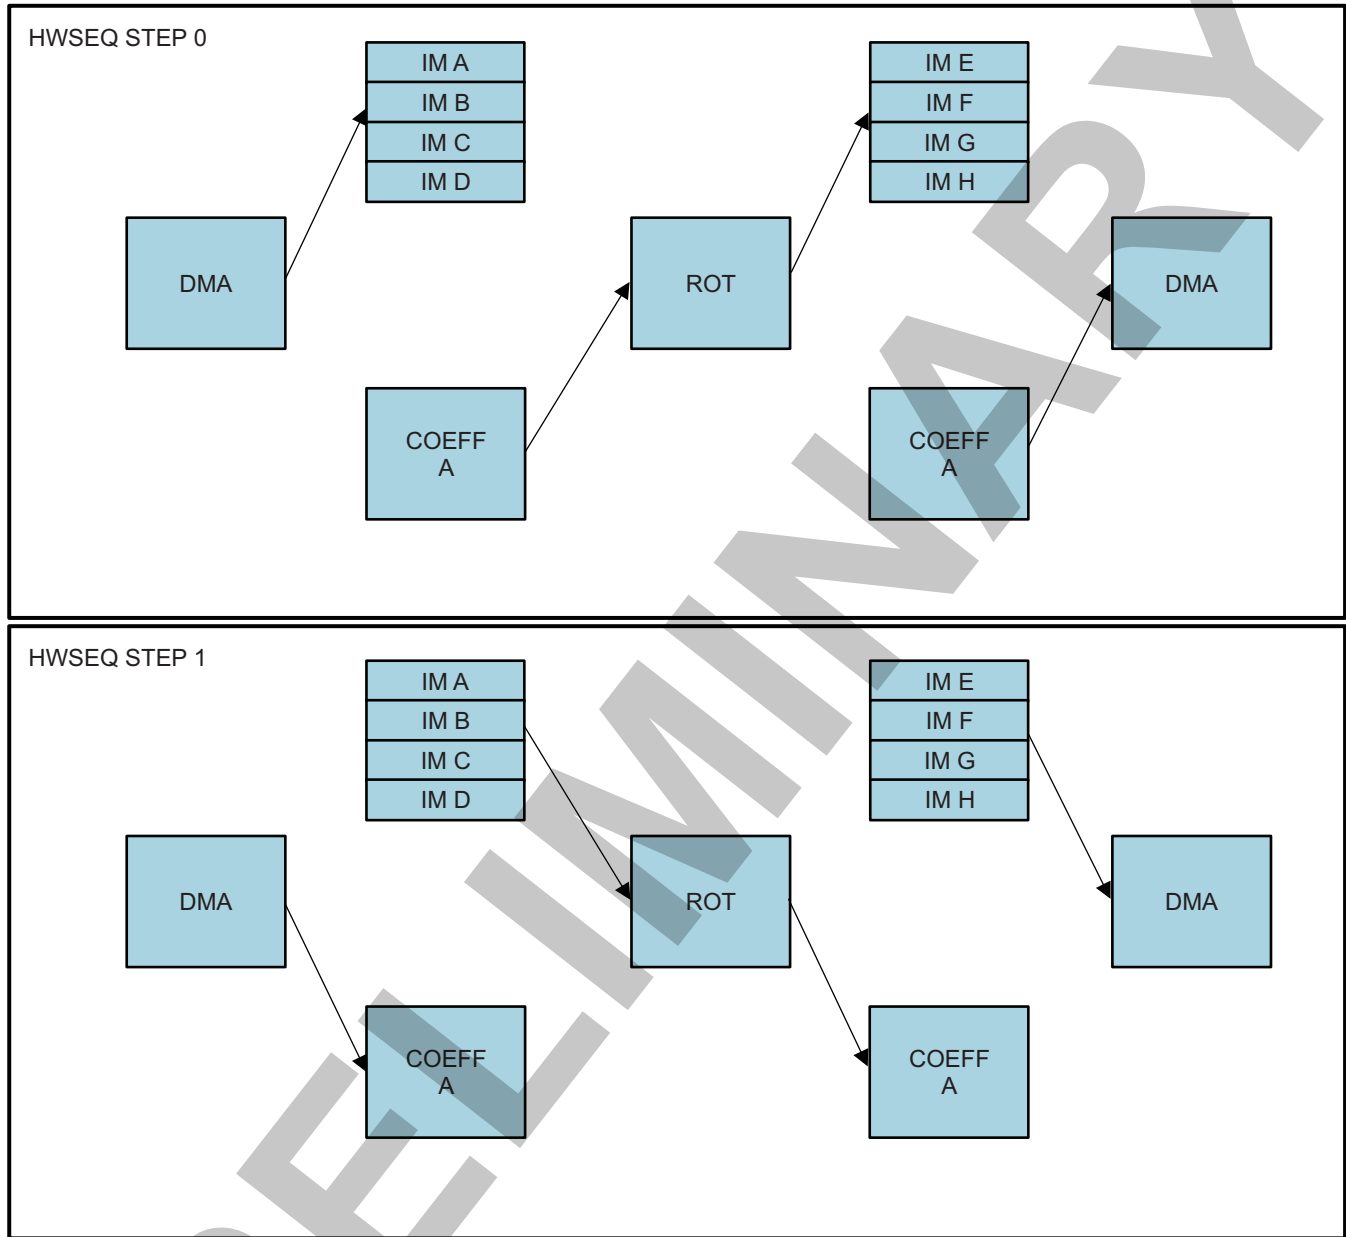 HWSEQ STEP 0
IM A
IM B
IM C
IM D
IM E
IM F
IM G
IM H
DMA
ROT
DMA
COEFF
A
COEFF
A
HWSEQ STEP 1
IM A
IM B
IM C
IM D
IM E
IM F
IM G
IM H
DMA
ROT
DMA
COEFF
A
COEFF
A
PRELIMINARY